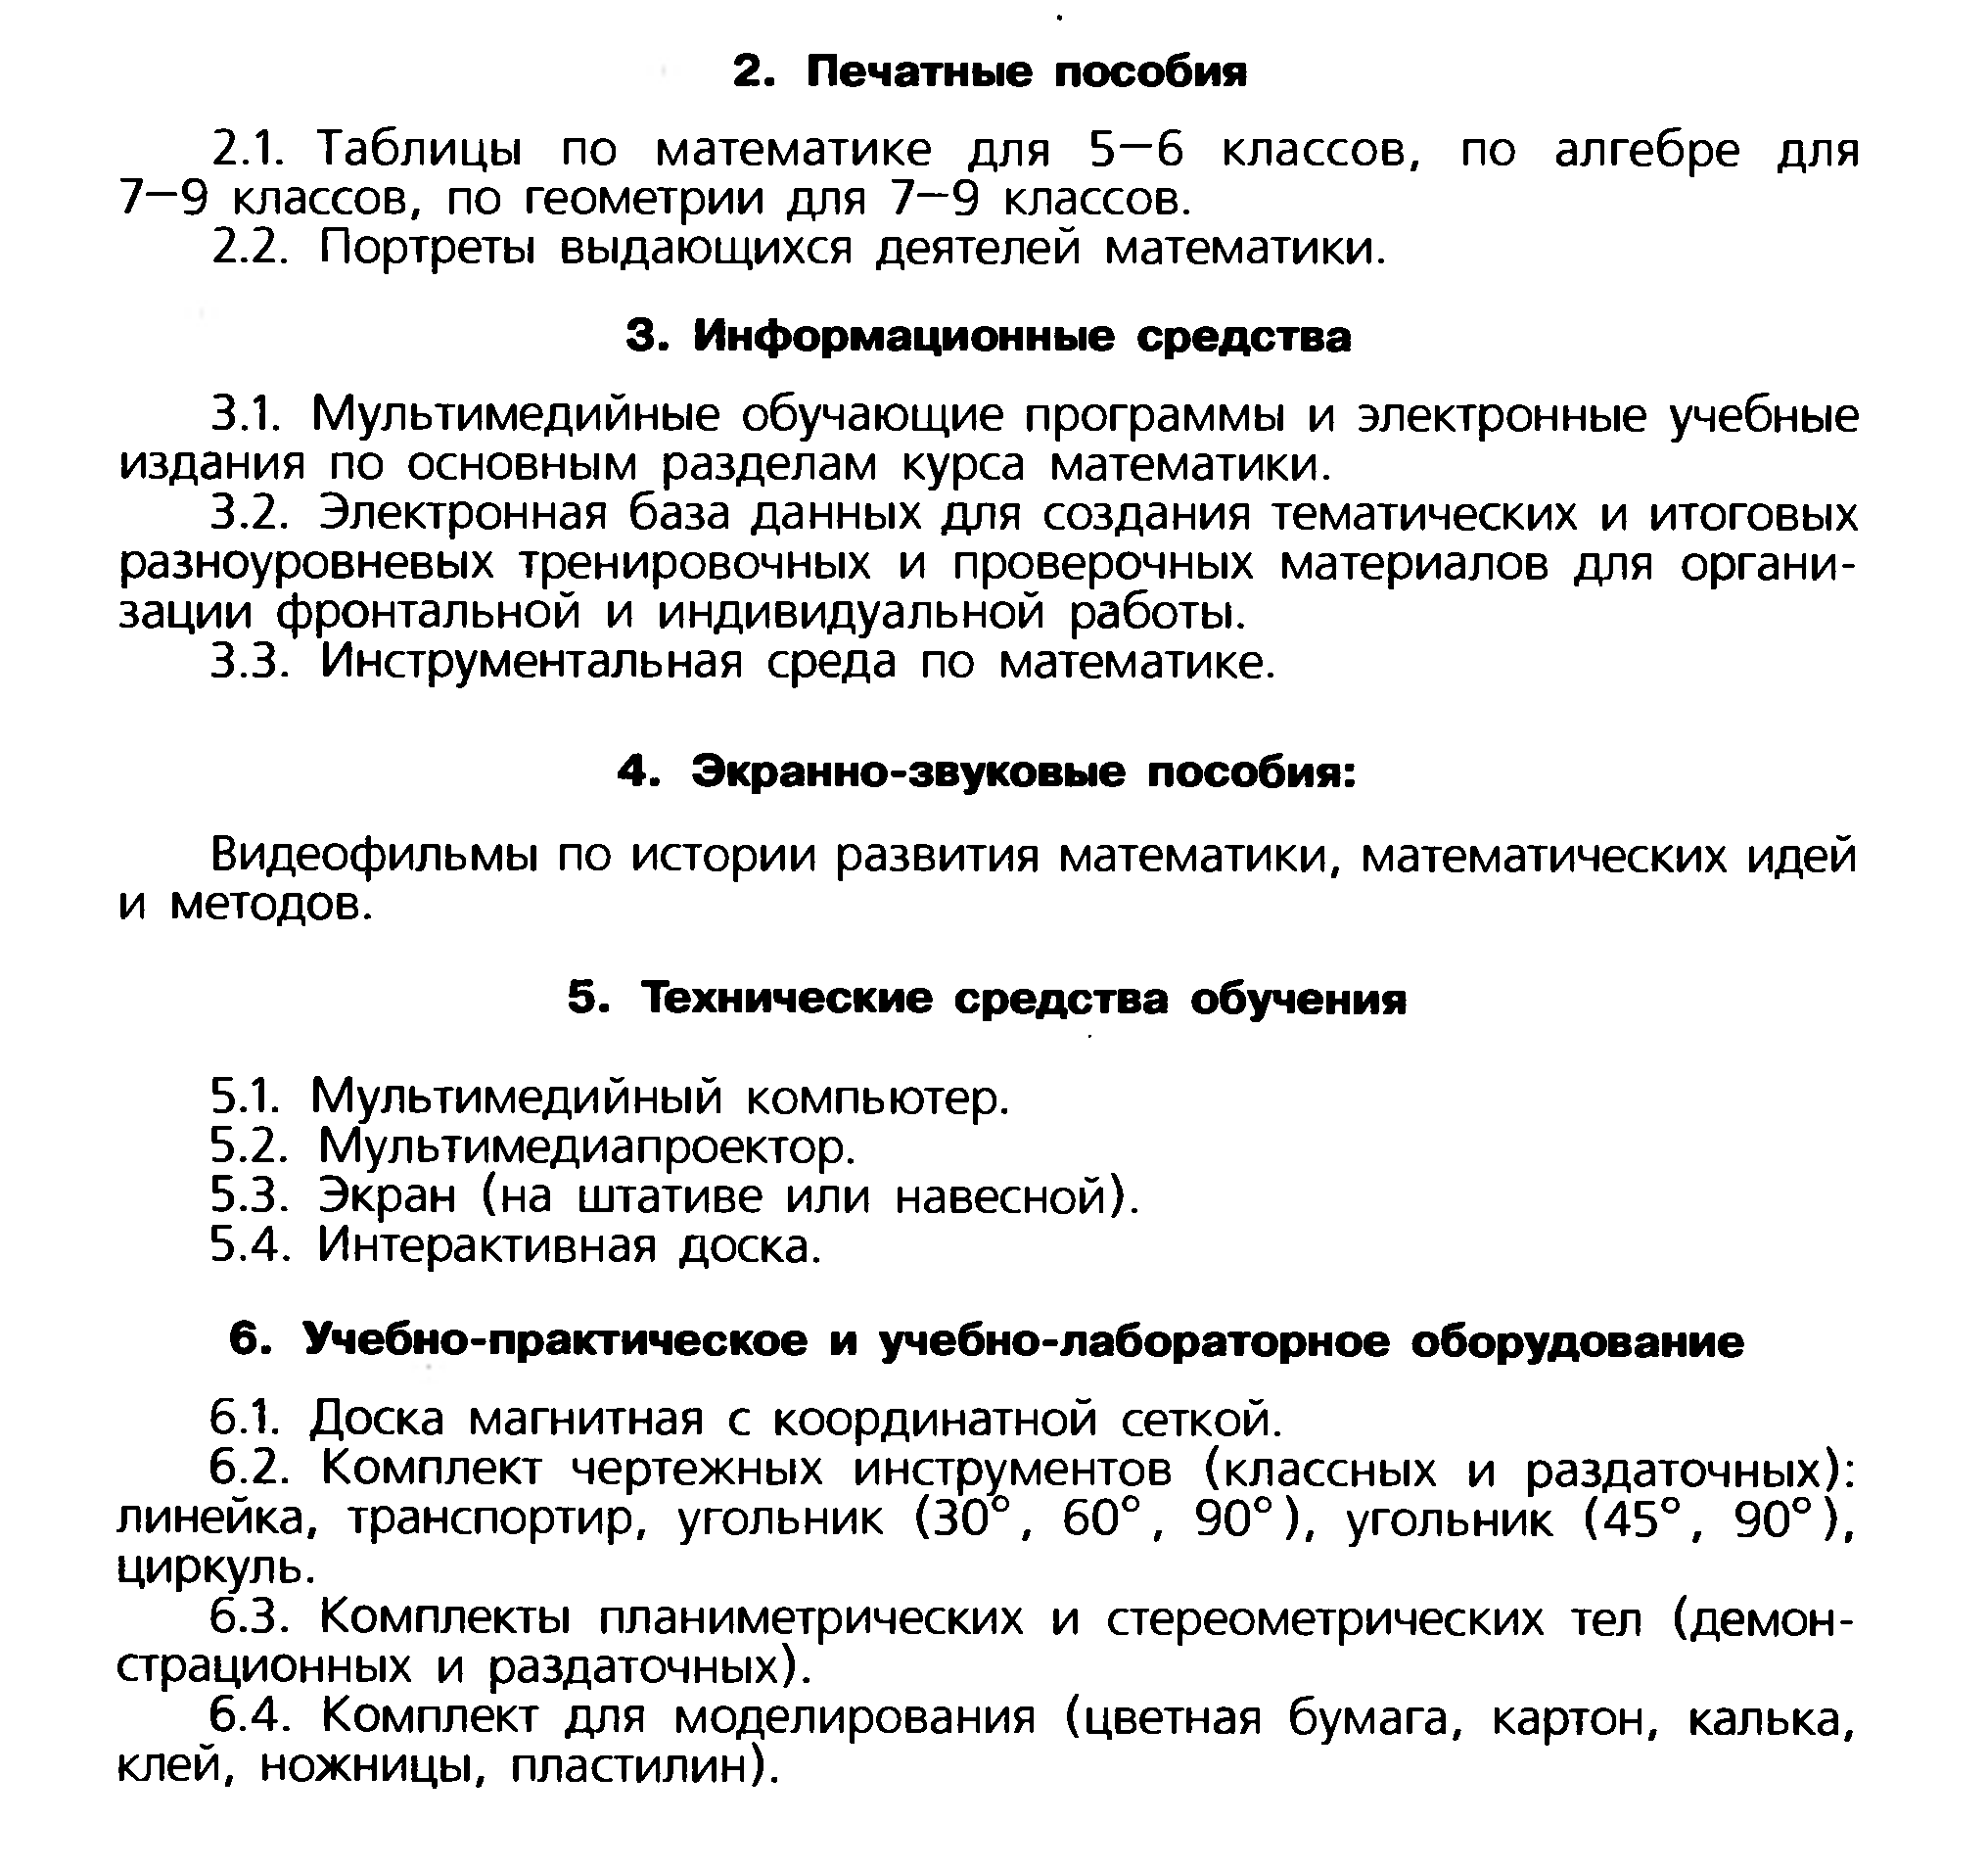 2. Печатные пособия
2.1. Таблицы по математике для 5—6 классов, по алгебре для
7—9 классов, по геометрии для 7—9 классов.
2.2. Портреты выдающихся деятелей математики.
3. Информационные средства
3.1. Мультимедийные обучающие программы и электронные учебные
издания по основным разделам курса математики.
3.2. Электронная база данных для создания тематических и итоговых
разноуровневых тренировочных и проверочных материалов для органи-
зации фронтальной и индивидуальной работы.
3.3. Инструментальная среда по математике.
4. Экранно-звуковые пособия:
Видеофильмы по истории развития математики, математических идей
и методов.
5. Технические средства обучения
5.1. Мультимедийный компьютер.
5.2. Мультимедиапроектор.
5.3. Экран (на штативе или навесной).
5.4. Интерактивная доска.
6. Учебно-практическое и учебно-лабораторное оборудование
6.1. Доска магнитная с координатной сеткой.
6.2. Комплект чертежных инструментов (классных и раздаточных):
линейка, транспортир, угольник (30°, 60°, 90°), угольник (45°, 90°),
циркуль.
6.3. Комплекты планиметрических и стереометрических тел (демон-
страционных и раздаточных).
6.4. Комплект для моделирования (цветная бумага, картон, калька,
клей, ножницы, пластилин).